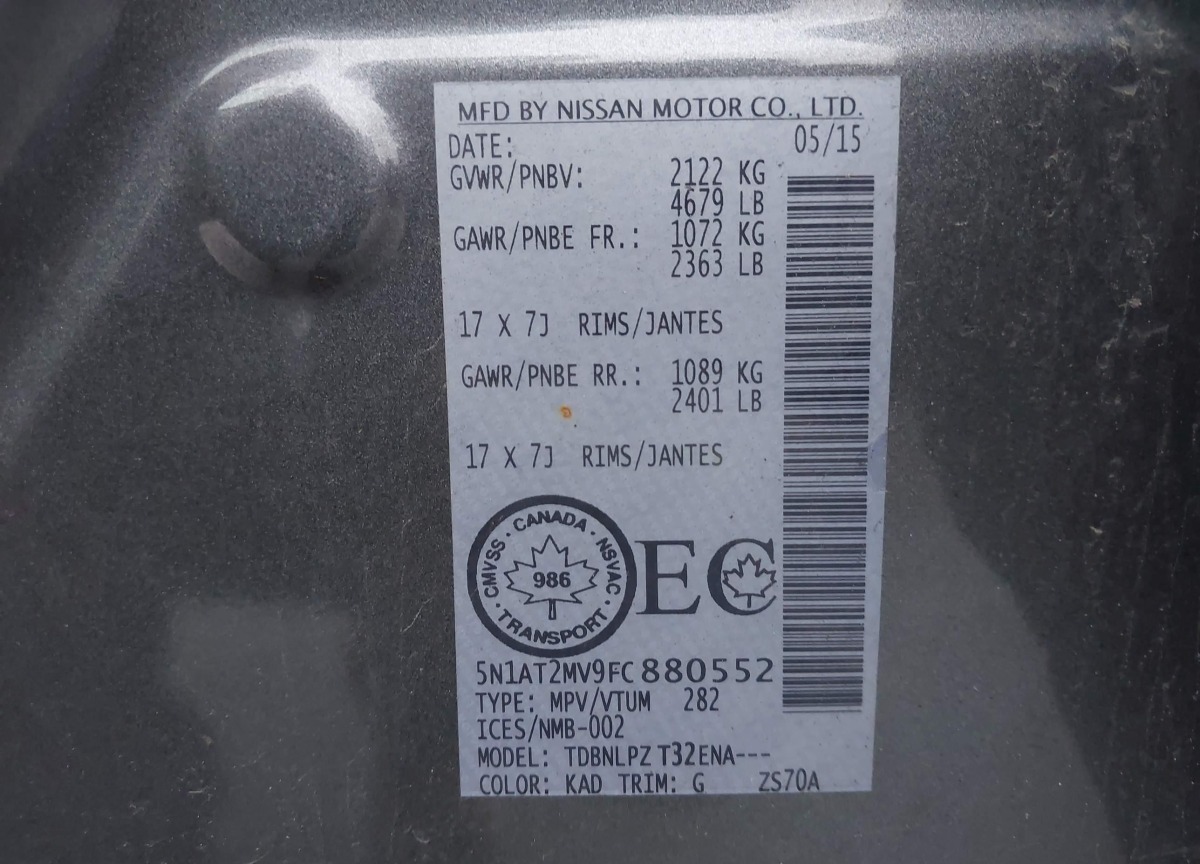 MFD BY NISSAN MOTOR CO., LTD.
DATE: 05/15
GVWR/PNBV: 2122 KG
4679 LB
GAWR/PNBE FR.: 1072 KG
2363 LB
17 X 7J RIMS/JANTES
GAWR/PNBE RR.: 1089 KG
2401 LB
17 X 7J RIMS/JANTES
CMVSS · CANADA · NSVAC · TRANSPORT ·
986
EC
5N1AT2MV9FC880552
TYPE: MPV/VTUM 282
ICES/NMB-002
MODEL: TDBNLPZ T32ENA---
COLOR: KAD TRIM: G ZS70A